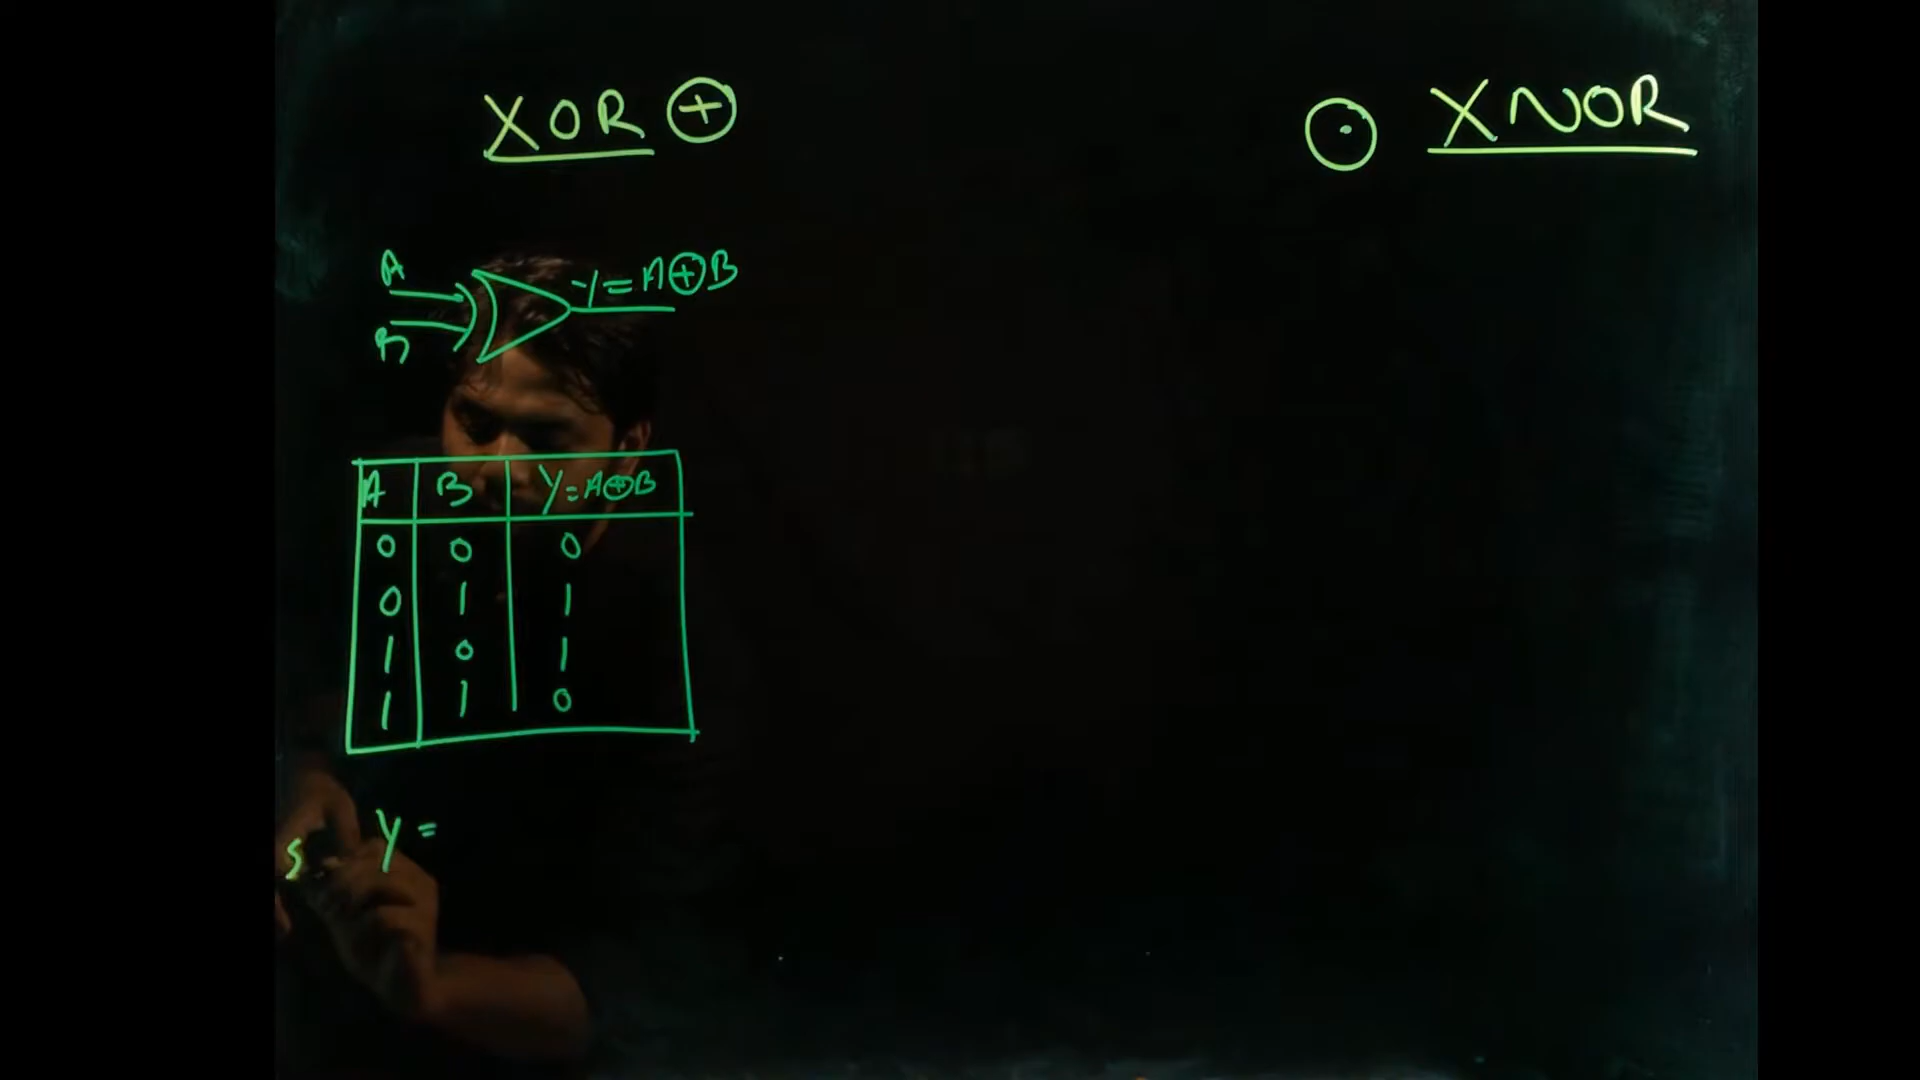 XOR ⊕
⊙ XNOR
A
B
Y = A⊕B
A B Y = A⊕B
0 0 0
0 1 1
1 0 1
1 1 0
Y =
S